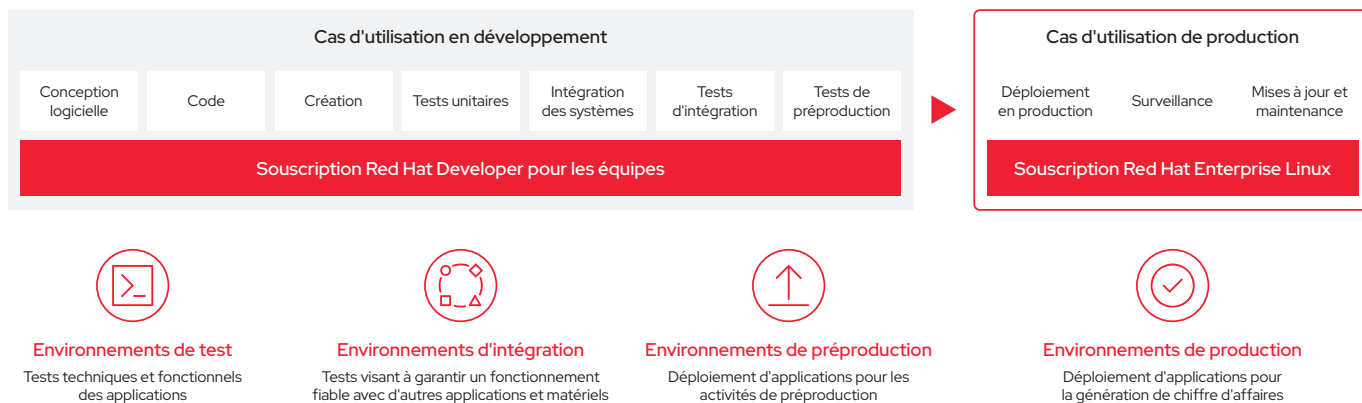 Cas d'utilisation en développement
Conception
logicielle
Code
Création
Tests unitaires
Intégration
des systèmes
Tests
d'intégration
Tests de
préproduction
Souscription Red Hat Developer pour les équipes
Cas d'utilisation de production
Déploiement
en production
Surveillance
Mises à jour et
maintenance
Souscription Red Hat Enterprise Linux
Environnements de test
Tests techniques et fonctionnels
des applications
Environnements d'intégration
Tests visant à garantir un fonctionnement
fiable avec d'autres applications et matériels
Environnements de préproduction
Déploiement d'applications pour les
activités de préproduction
Environnements de production
Déploiement d'applications pour
la génération de chiffre d'affaires